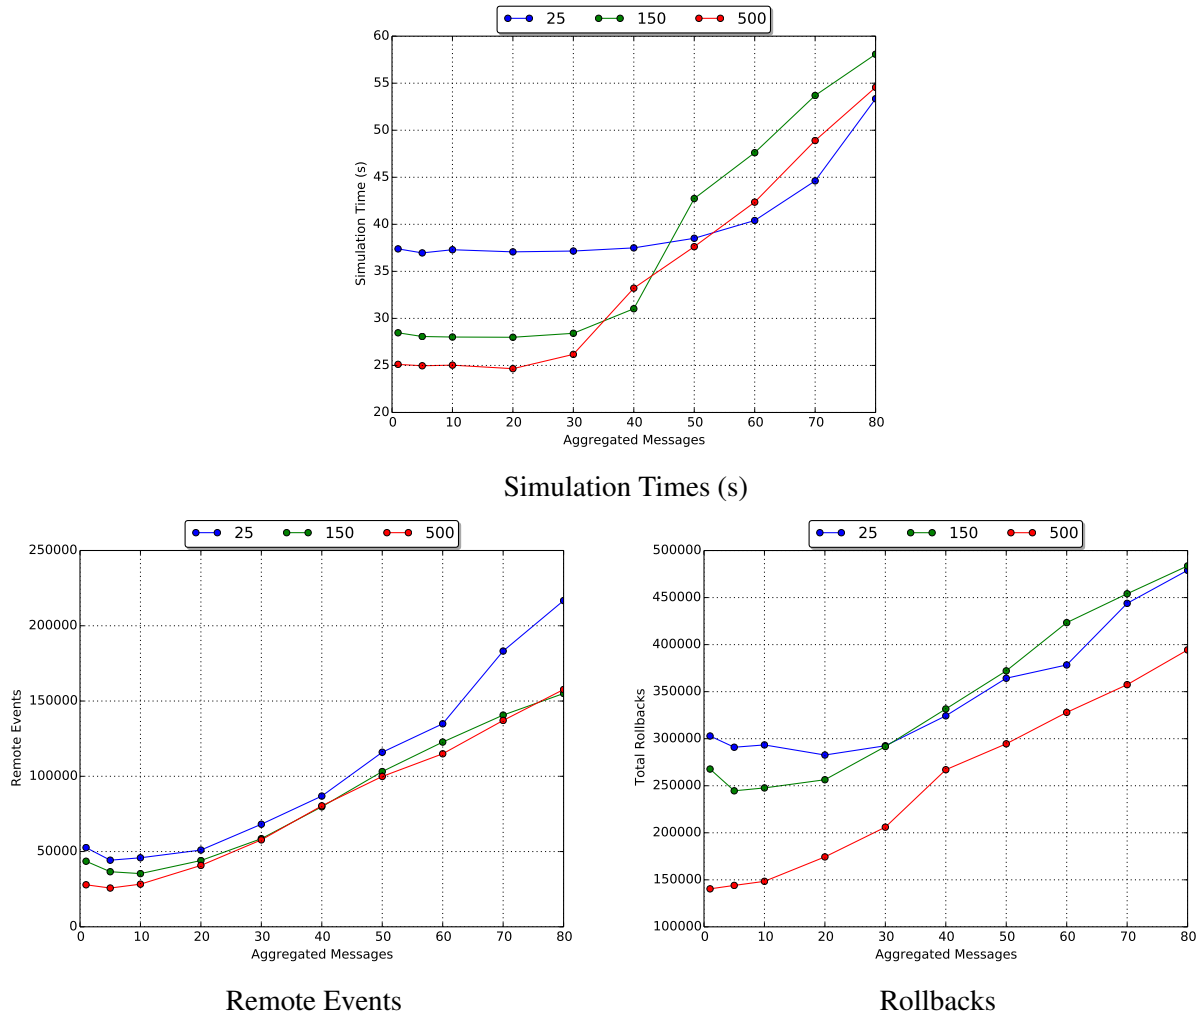 25 150 500
60
55
50
45
40
35
30
25
20
Simulation Time (s)
0 10 20 30 40 50 60 70 80
Aggregated Messages
Simulation Times (s)
25 150 500
250000
200000
150000
100000
50000
0
Remote Events
0 10 20 30 40 50 60 70 80
Aggregated Messages
Remote Events
25 150 500
500000
450000
400000
350000
300000
250000
200000
150000
100000
Total Rollbacks
0 10 20 30 40 50 60 70 80
Aggregated Messages
Rollbacks